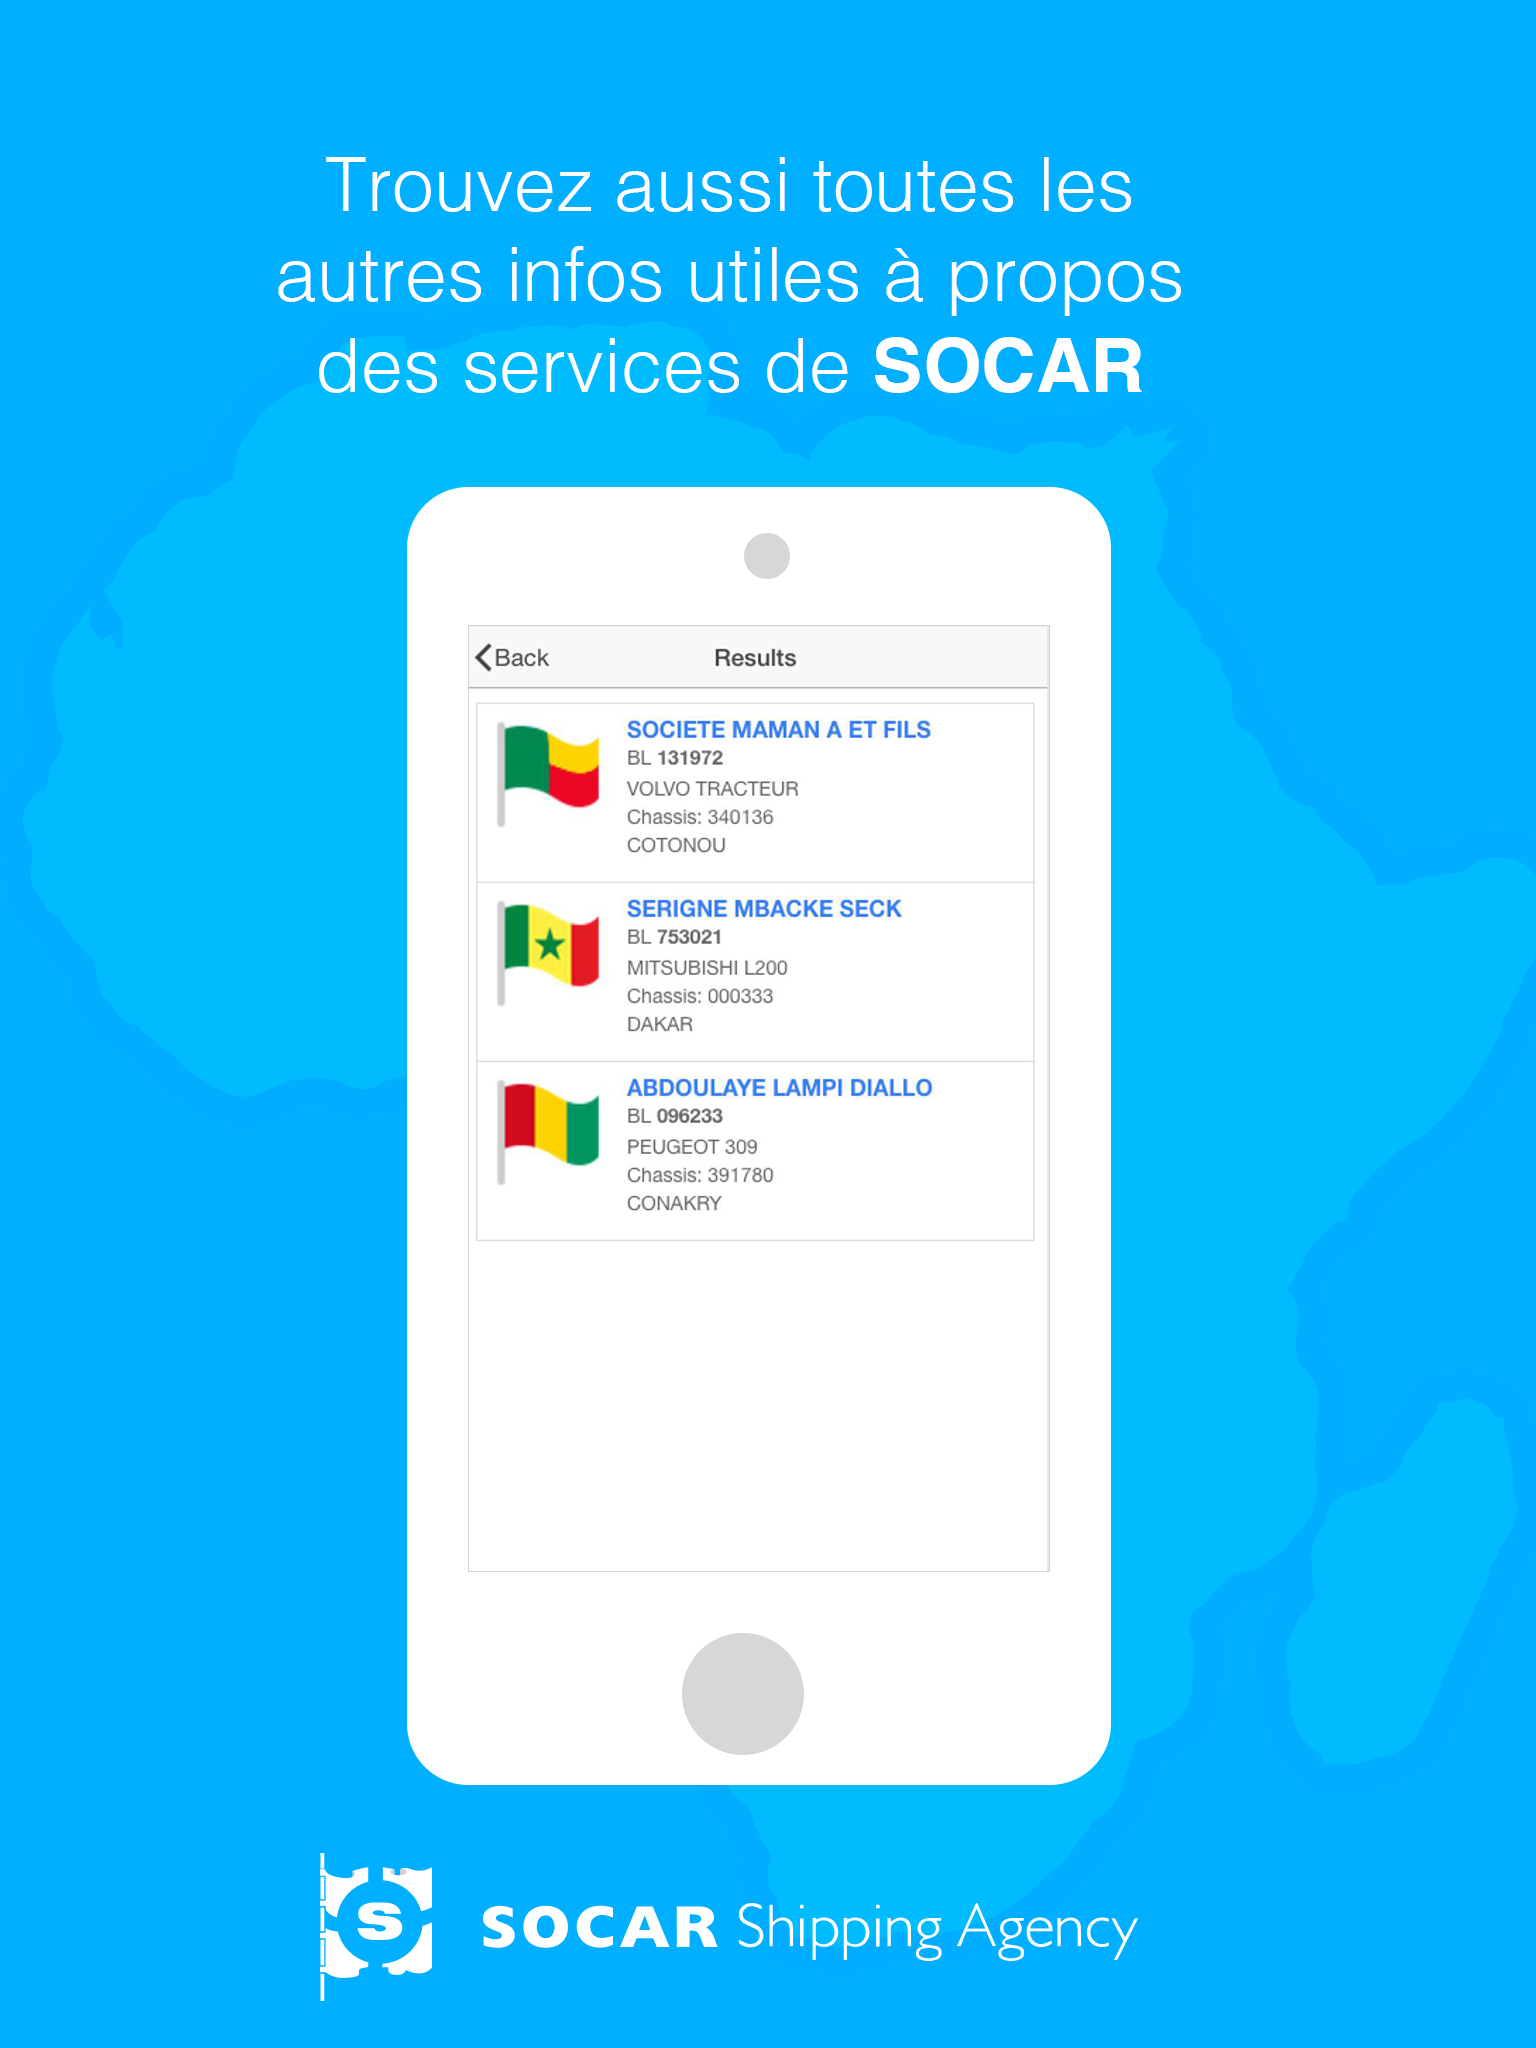 Trouvez aussi toutes les
autres infos utiles à propos
des services de SOCAR
Back
Results
SOCIETE MAMAN A ET FILS
BL 131972
VOLVO TRACTEUR
Chassis: 340136
COTONOU
SERIGNE MBACKE SECK
BL 753021
MITSUBISHI L200
Chassis: 000333
DAKAR
ABDOULAYE LAMPI DIALLO
BL 096233
PEUGEOT 309
Chassis: 391780
CONAKRY
S
SOCAR Shipping Agency